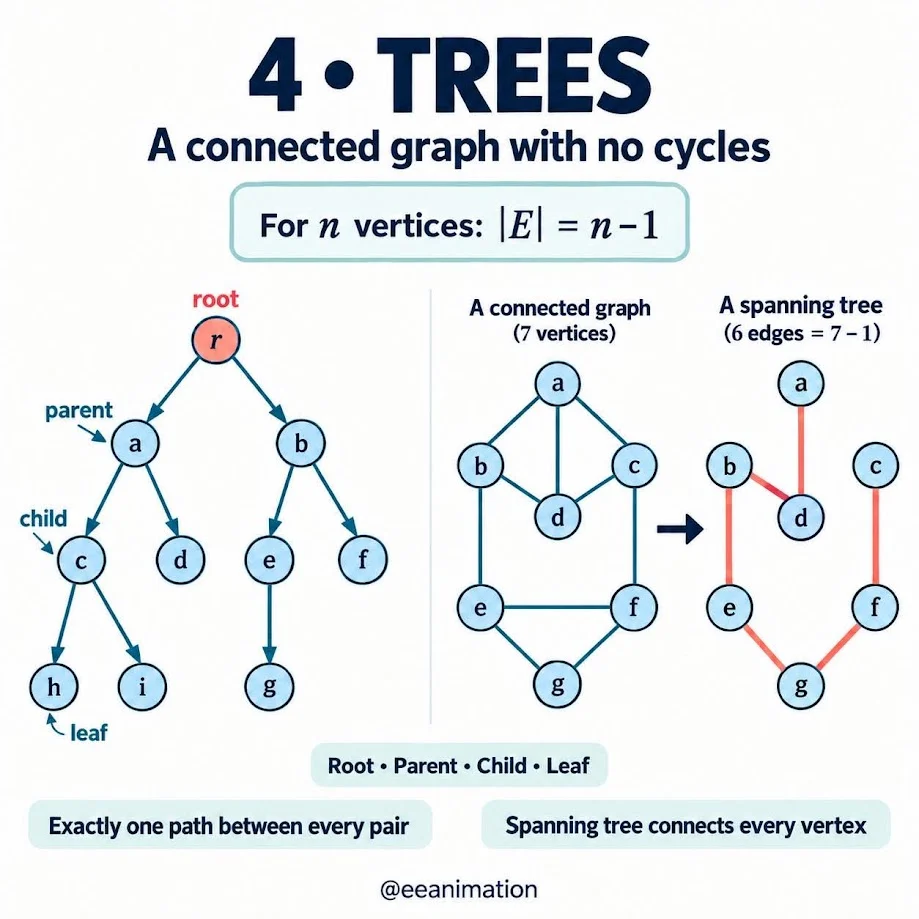 4 • TREES
A connected graph with no cycles
For n vertices: |E| = n − 1
root
r
parent
a
b
child
c
d
e
f
h
i
g
leaf
A connected graph
(7 vertices)
a
b
c
d
e
f
g
A spanning tree
(6 edges = 7 − 1)
a
b
c
d
e
f
g
Root • Parent • Child • Leaf
Exactly one path between every pair
Spanning tree connects every vertex
@eeanimation